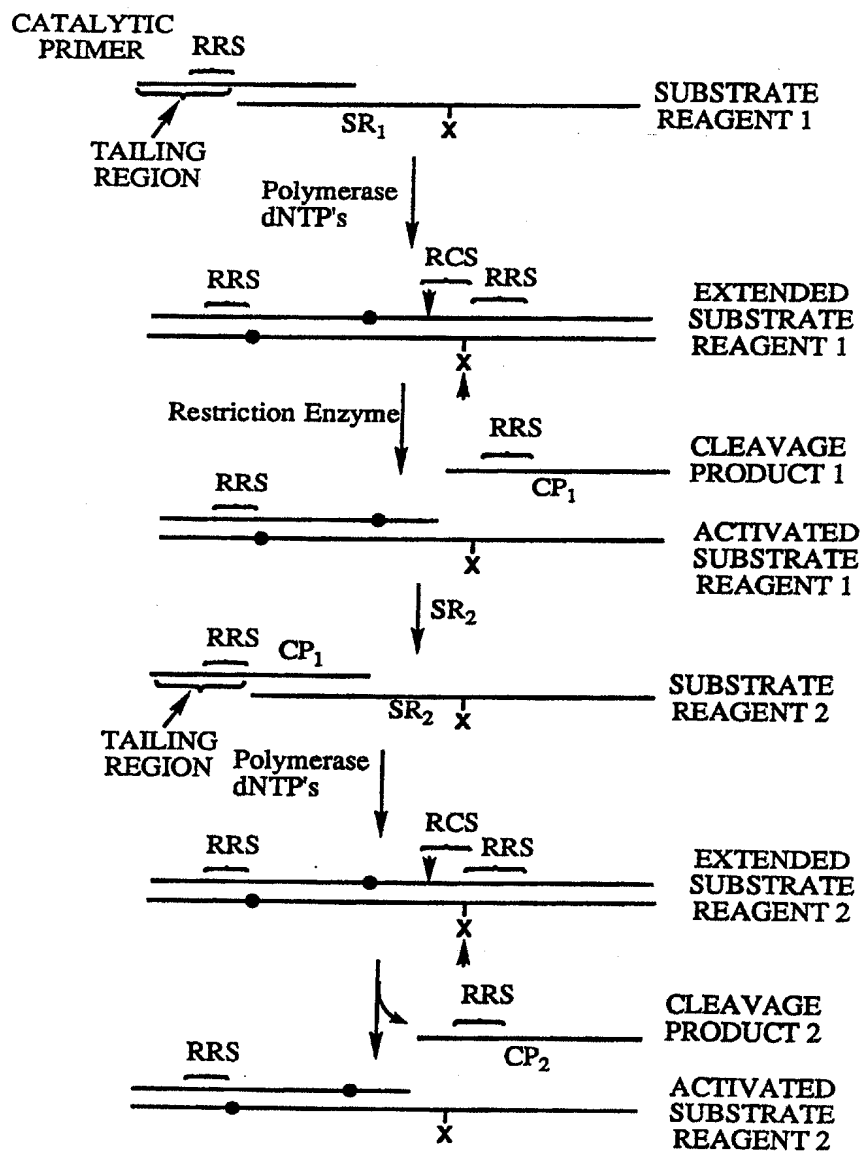 CATALYTIC
PRIMER
RRS
SUBSTRATE
REAGENT 1
SR1
X
TAILING
REGION
Polymerase
dNTP's
RCS
RRS
RRS
EXTENDED
SUBSTRATE
REAGENT 1
X
Restriction Enzyme
RRS
CLEAVAGE
PRODUCT 1
CP1
RRS
ACTIVATED
SUBSTRATE
REAGENT 1
X
SR2
RRS
CP1
SUBSTRATE
REAGENT 2
SR2
X
TAILING
REGION
Polymerase
dNTP's
RCS
RRS
RRS
EXTENDED
SUBSTRATE
REAGENT 2
X
RRS
CLEAVAGE
PRODUCT 2
CP2
RRS
ACTIVATED
SUBSTRATE
REAGENT 2
X